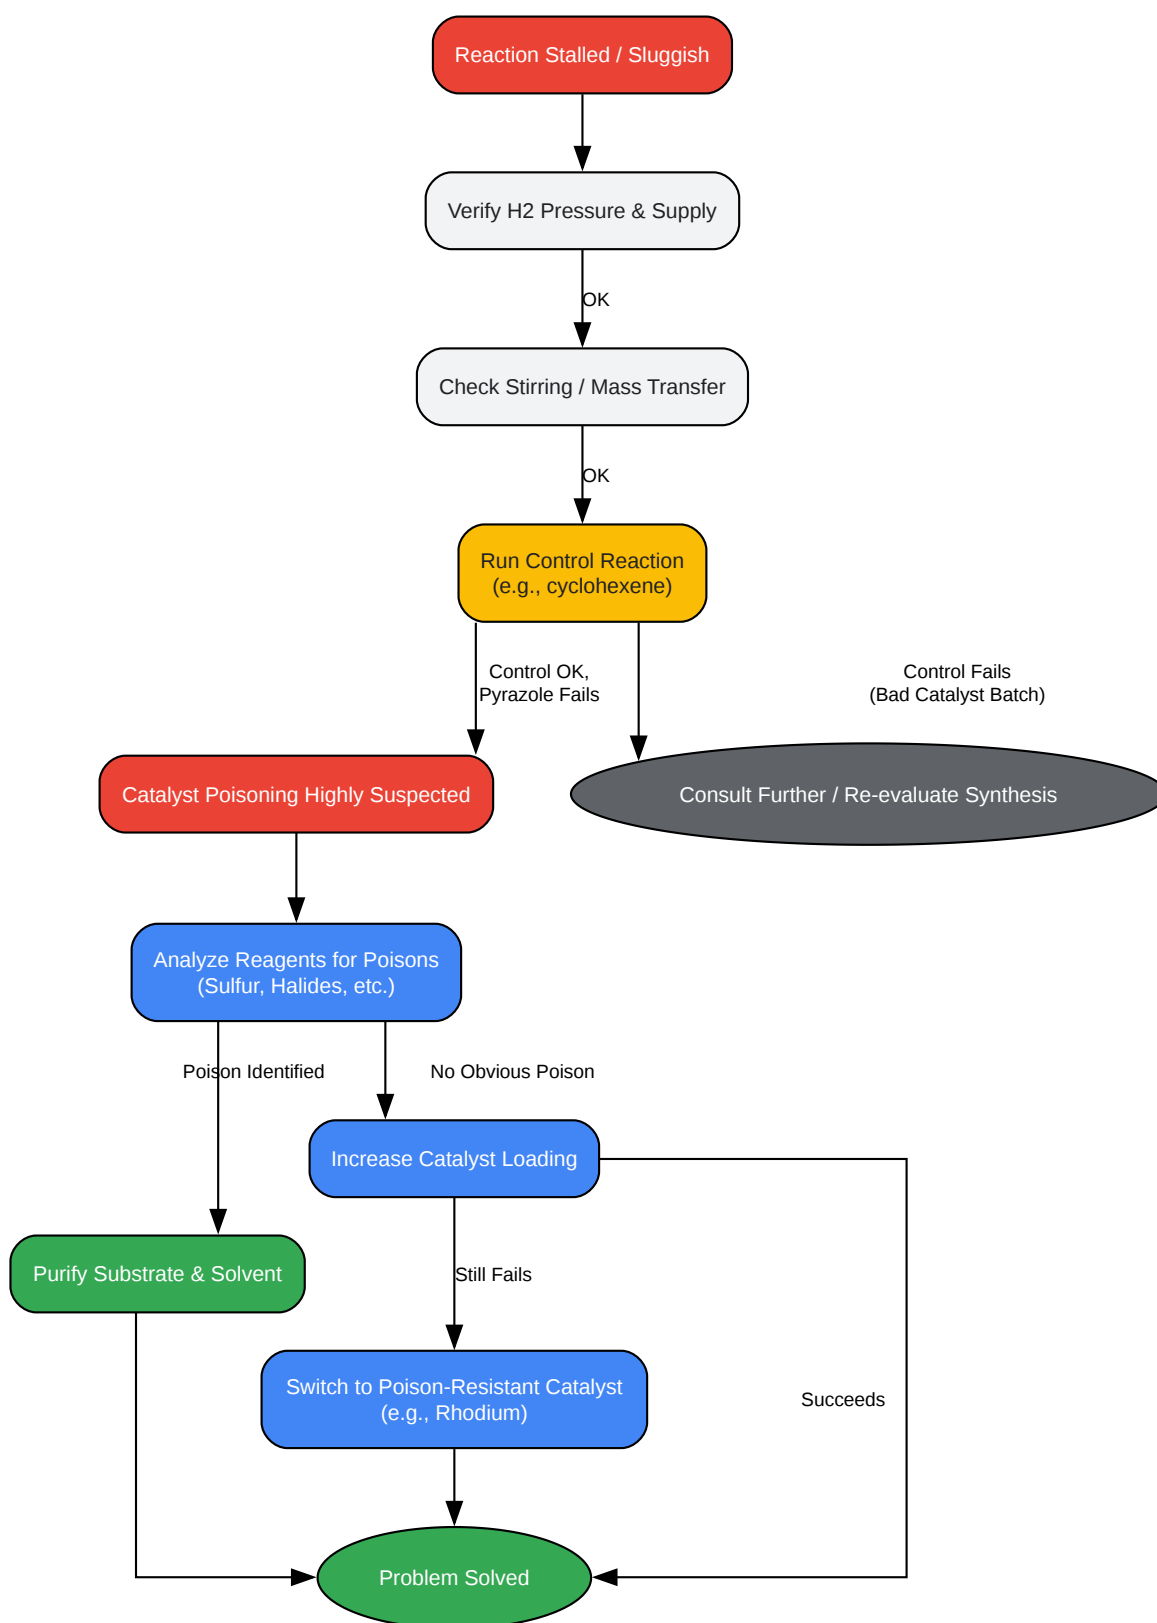 Reaction Stalled / Sluggish
Verify H2 Pressure & Supply
OK
Check Stirring / Mass Transfer
OK
Run Control Reaction
(e.g., cyclohexene)
Control OK,
Pyrazole Fails
Control Fails
(Bad Catalyst Batch)
Catalyst Poisoning Highly Suspected
Consult Further / Re-evaluate Synthesis
Analyze Reagents for Poisons
(Sulfur, Halides, etc.)
Poison Identified
No Obvious Poison
Increase Catalyst Loading
Purify Substrate & Solvent
Still Fails
Switch to Poison-Resistant Catalyst
(e.g., Rhodium)
Succeeds
Problem Solved